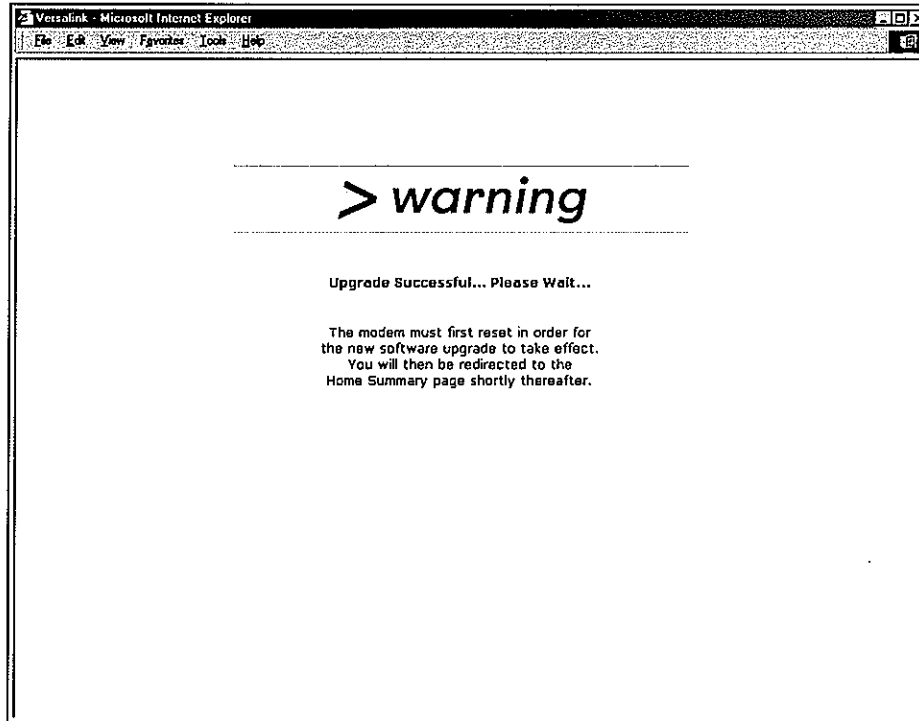 Versalink - Microsoft Internet Explorer
File Edit View Favorites Tools Help
> warning
Upgrade Successful... Please Wait...
The modem must first reset in order for
the new software upgrade to take effect.
You will then be redirected to the
Home Summary page shortly thereafter.